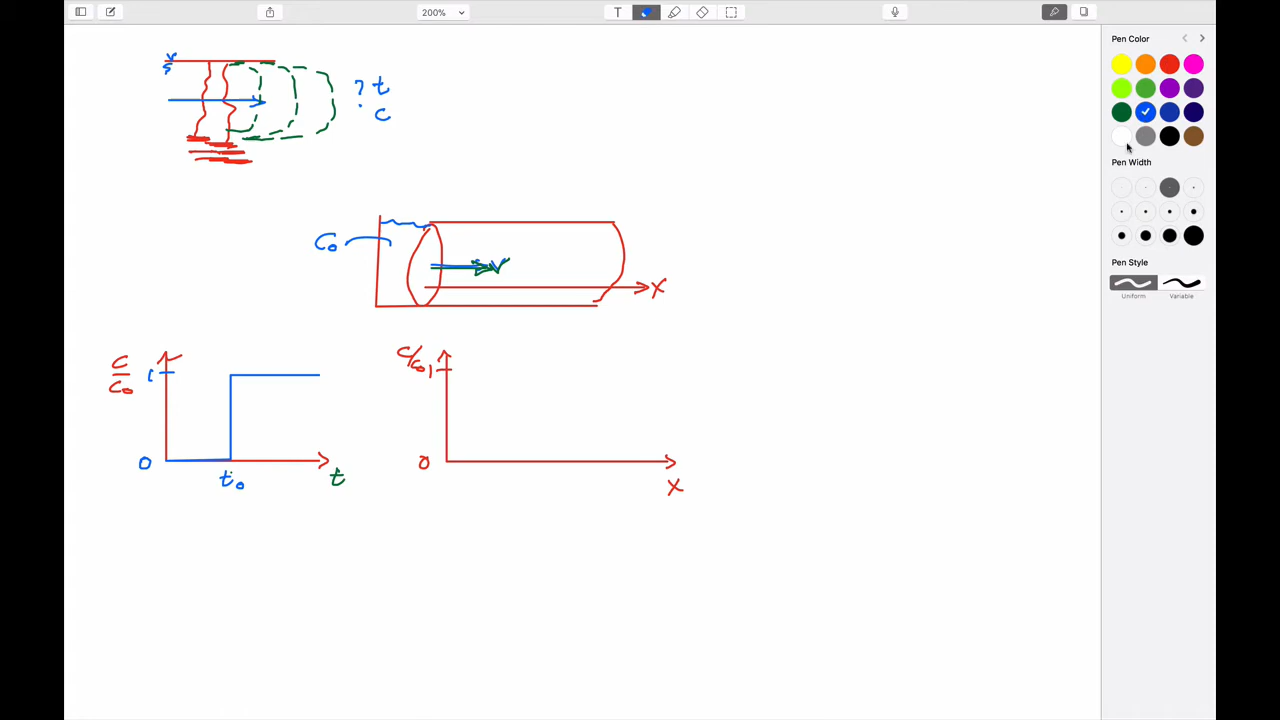 200%
T
Pen Color
Pen Width
Pen Style
Uniform
Variable
? t
c
C₀
v
x
C/C₀
1
0
t₀
t
C/C₀
1
0
x